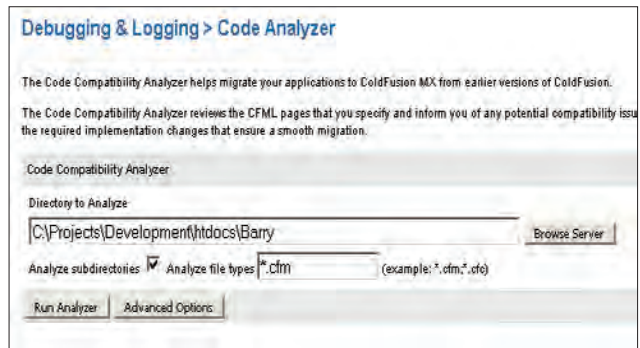 Debugging & Logging > Code Analyzer
The Code Compatibility Analyzer helps migrate your applications to ColdFusion MX from earlier versions of ColdFusion.
The Code Compatibility Analyzer reviews the CFML pages that you specify and inform you of any potential compatibility issu
the required implementation changes that ensure a smooth migration.
Code Compatibility Analyzer
Directory to Analyze
C:\Projects\Development\htdocs\Barry
Browse Server
Analyze subdirectories Analyze file types *.cfm (example: *.cfm;*.cfc)
Run Analyzer Advanced Options